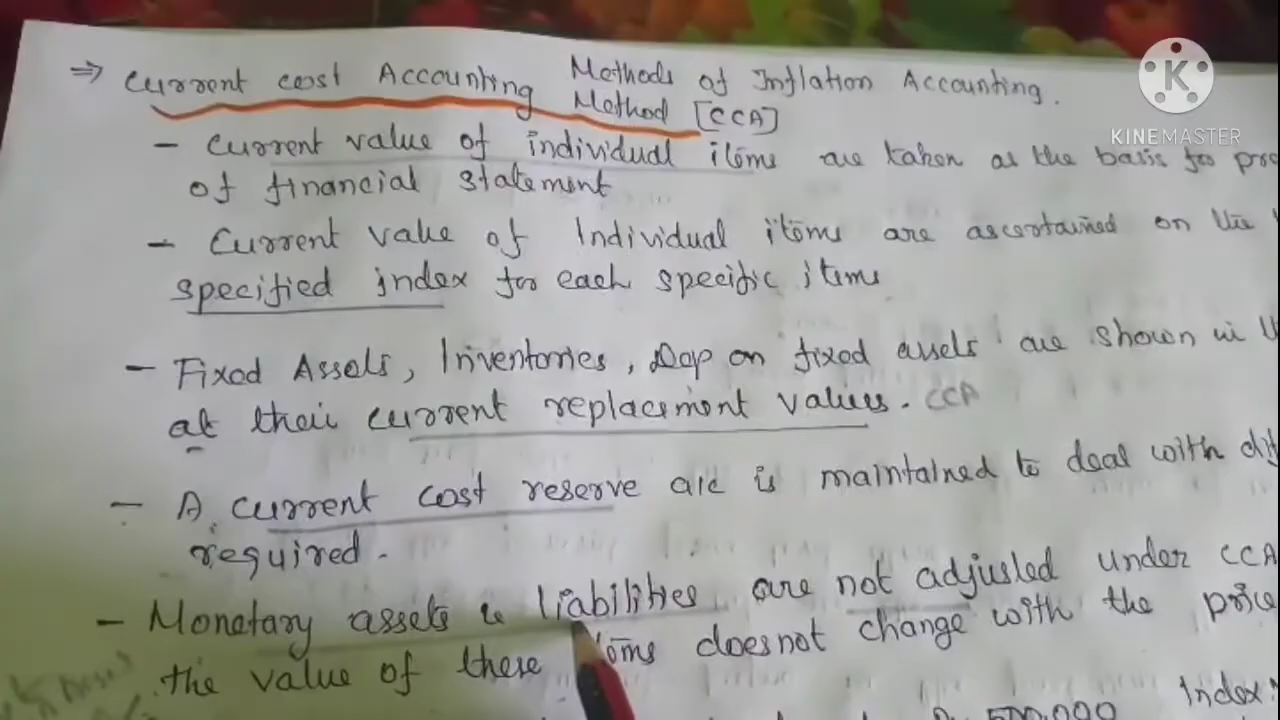 Methods of Inflation Accounting.
⇒ Current cost Accounting Method [CCA]
- Current value of individual items are taken as the basis for
of financial statement
- Current value of Individual items are ascertained on the
specified index for each specific items
- Fixed Assets, Inventories, Dep on fixed assets are shown in
at their current replacement values. CCA
- A current cost reserve a/c is maintained to deal with
required.
- Monetary assets & liabilities are not adjusted under CCA
the value of these items does not change with the price
Index
500,000
K
KINEMASTER